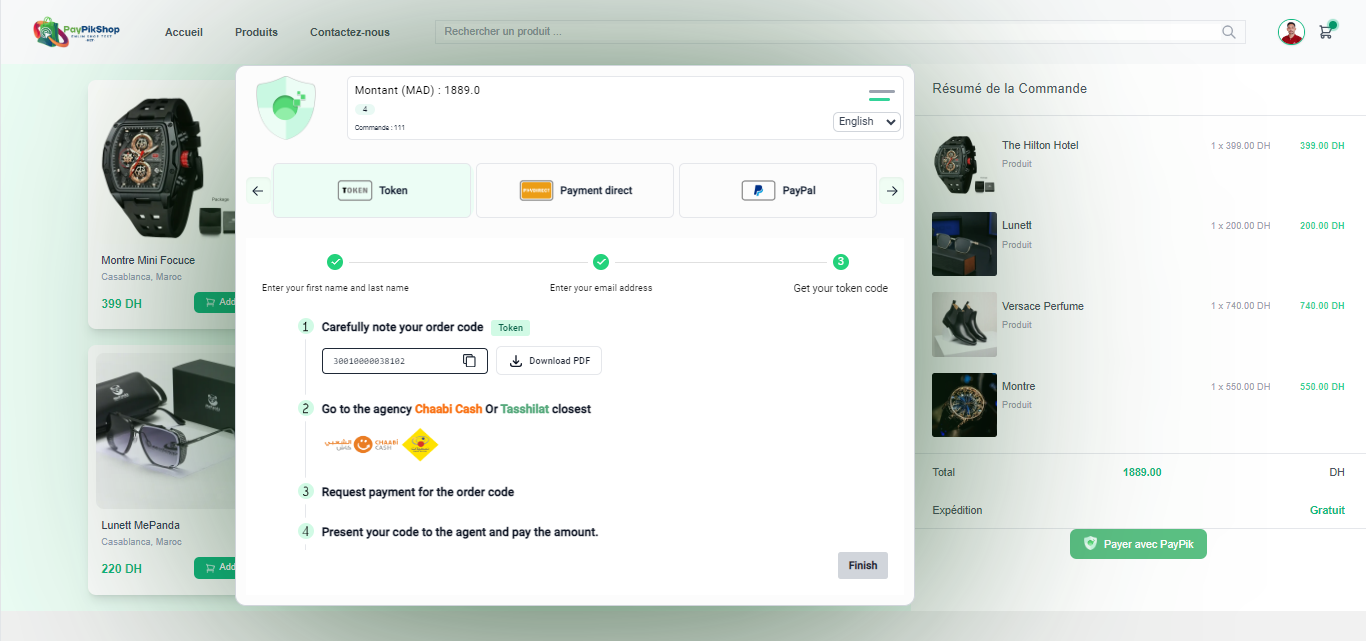 PayPikShop
Accueil
Produits
Contactez-nous
Rechercher un produit ...
Montre Mini Focuce
Casablanca, Maroc
399 DH
Add
Lunett MePanda
Casablanca, Maroc
220 DH
Add
Montant (MAD) : 1889.0
4
Commande : 111
English
TOKEN Token
Payment direct
PayPal
3
Enter your first name and last name
Enter your email address
Get your token code
1 Carefully note your order code Token
30010000038102
Download PDF
2 Go to the agency Chaabi Cash Or Tasshilat closest
الشعبي كاش CHAABI CASH
3 Request payment for the order code
4 Present your code to the agent and pay the amount.
Finish
Résumé de la Commande
The Hilton Hotel 1 x 399.00 DH 399.00 DH
Produit
Lunett 1 x 200.00 DH 200.00 DH
Produit
Versace Perfume 1 x 740.00 DH 740.00 DH
Produit
Montre 1 x 550.00 DH 550.00 DH
Produit
Total 1889.00 DH
Expédition Gratuit
Payer avec PayPik